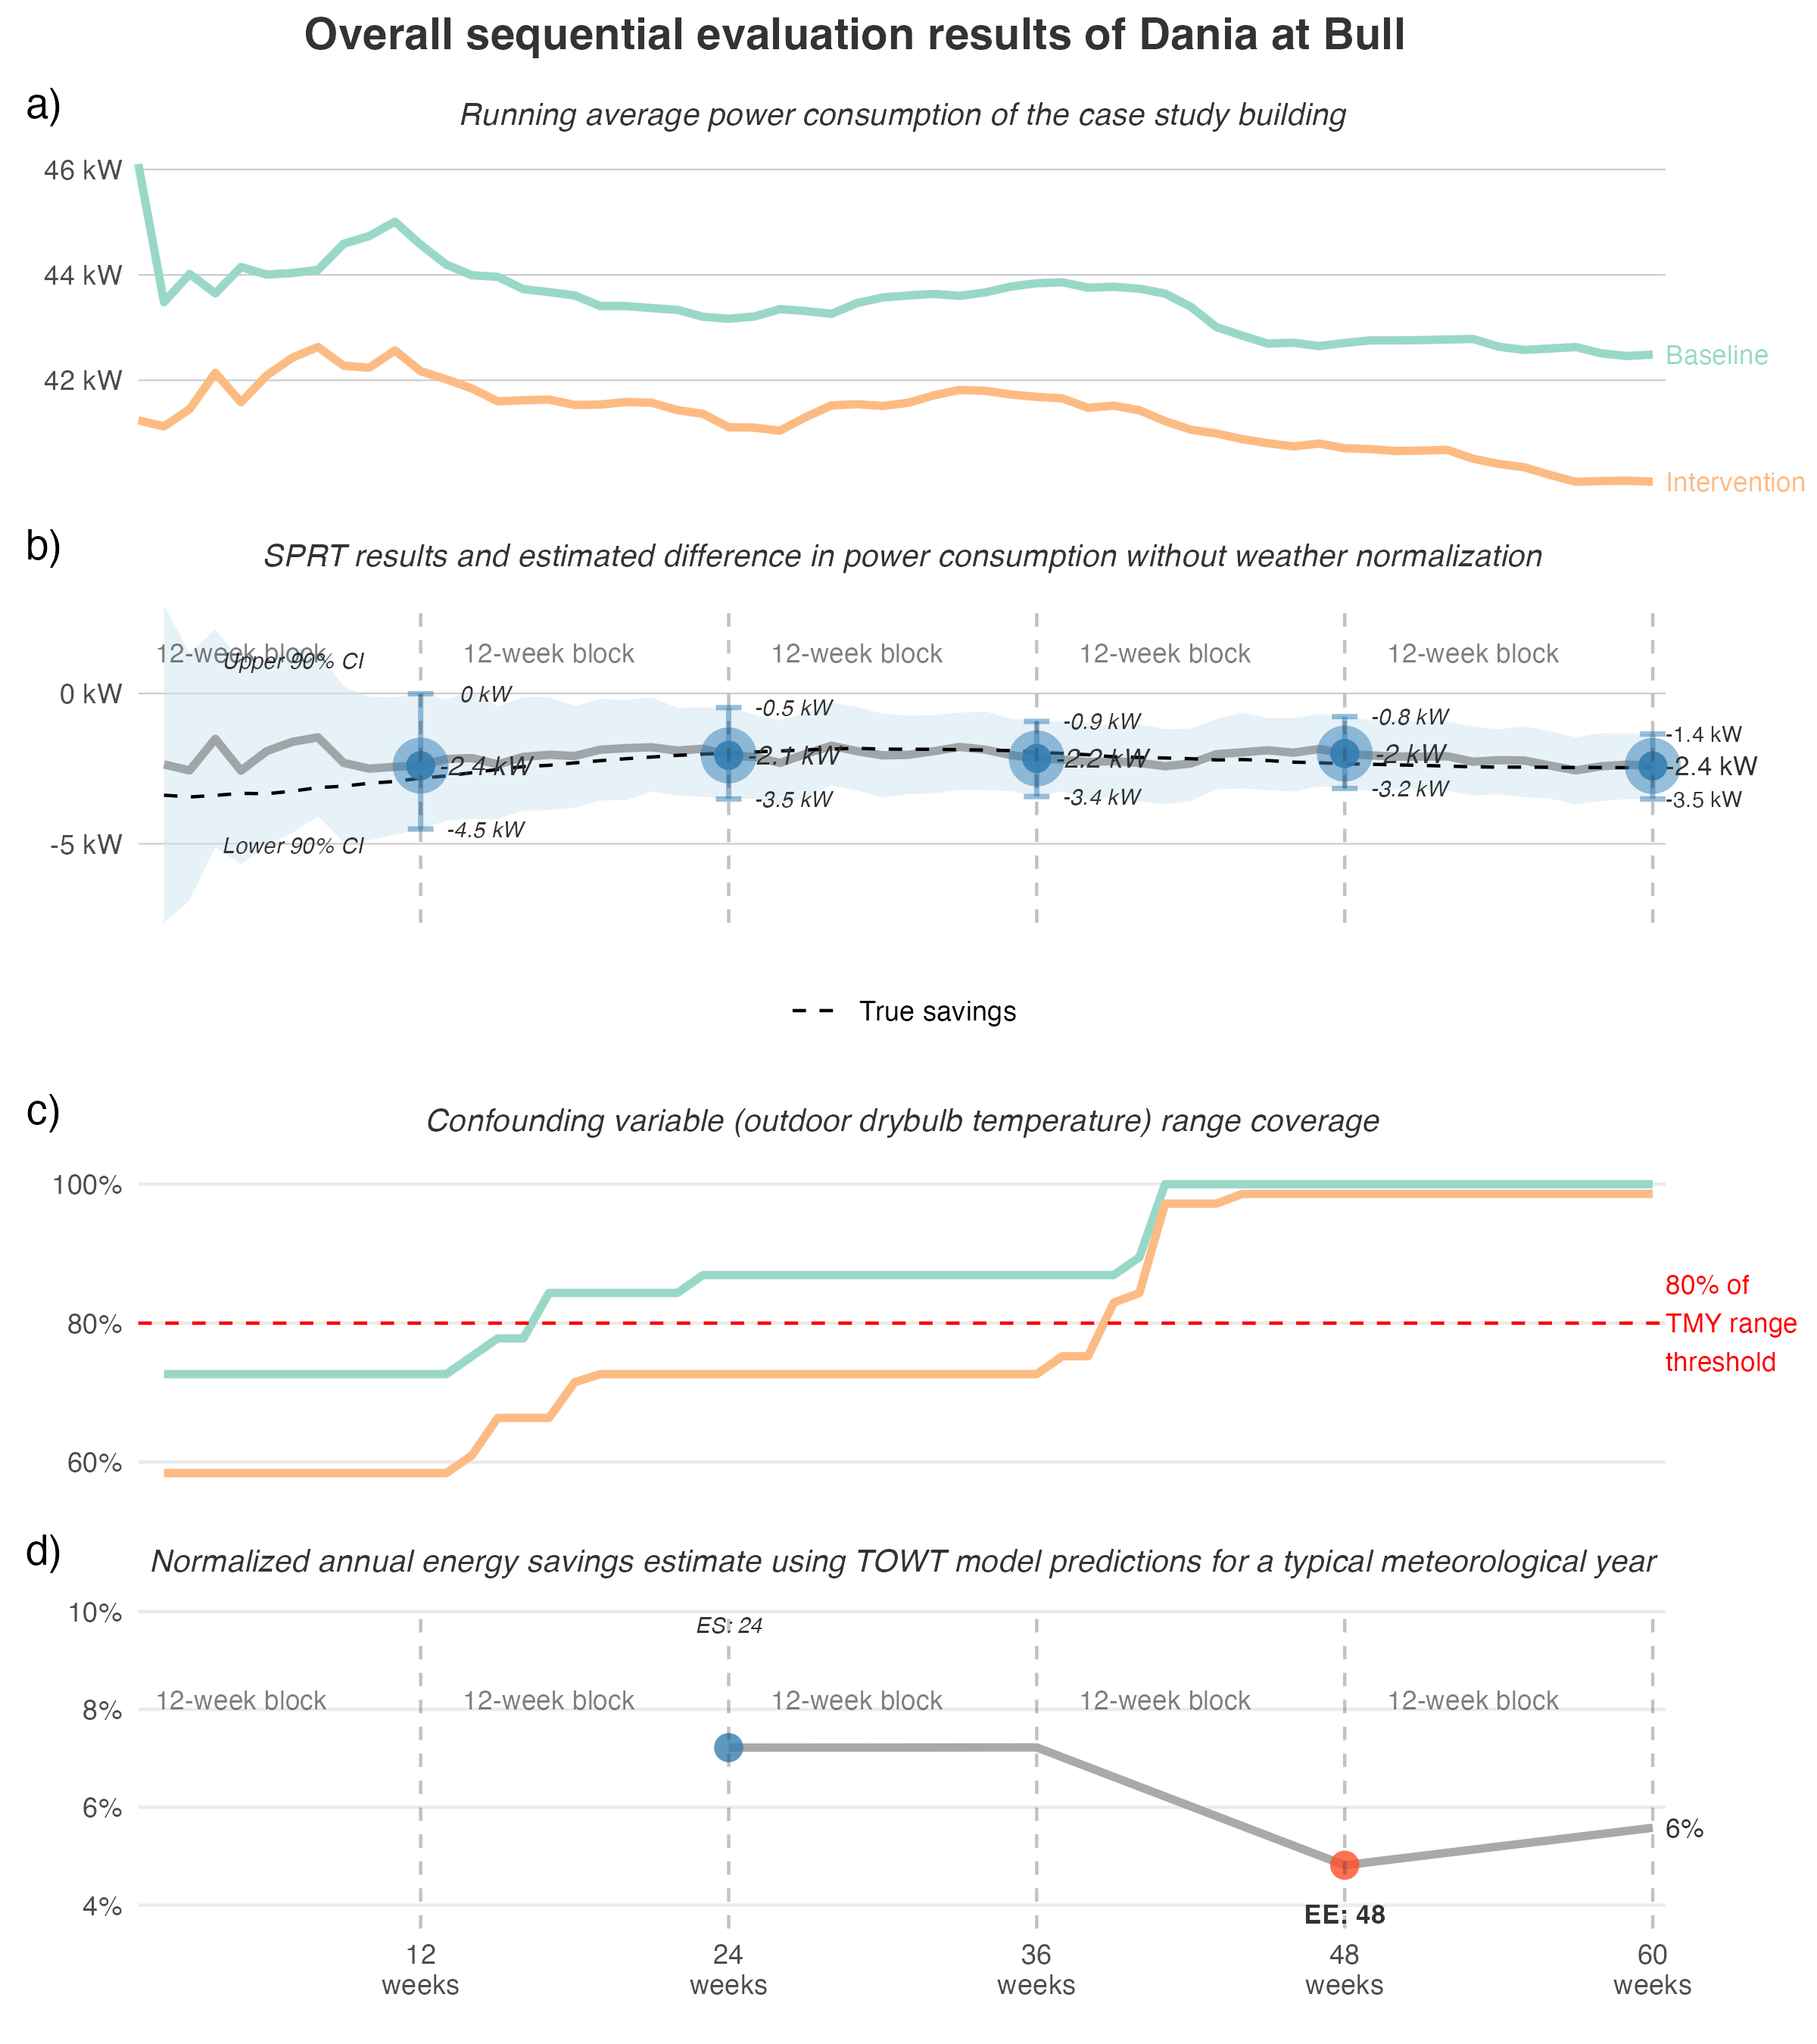 Overall sequential evaluation results of Dania at Bull
a)
Running average power consumption of the case study building
46 kW
44 kW
42 kW
Baseline
Intervention
b)
SPRT results and estimated difference in power consumption without weather normalization
12-week block
12-week block
12-week block
12-week block
12-week block
Upper 90% CI
0 kW
0 kW
-0.5 kW
-0.9 kW
-0.8 kW
-1.4 kW
-2.4 kW
-2.1 kW
-2.2 kW
-2 kW
-2.4 kW
-4.5 kW
-3.5 kW
-3.4 kW
-3.2 kW
-3.5 kW
-5 kW
Lower 90% CI
True savings
c)
Confounding variable (outdoor drybulb temperature) range coverage
100%
80%
60%
80% of
TMY range
threshold
d)
Normalized annual energy savings estimate using TOWT model predictions for a typical meteorological year
10%
ES: 24
8%
12-week block
12-week block
12-week block
12-week block
12-week block
6%
6%
4%
EE: 48
12
weeks
24
weeks
36
weeks
48
weeks
60
weeks